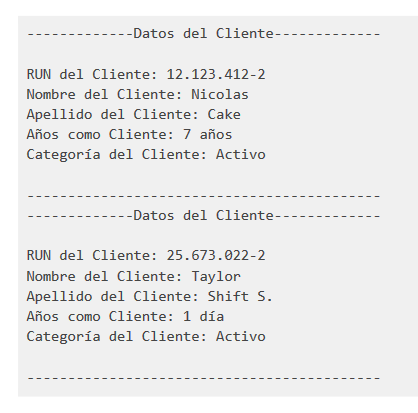 -------------Datos del Cliente-------------
RUN del Cliente: 12.123.412-2
Nombre del Cliente: Nicolas
Apellido del Cliente: Cake
Años como Cliente: 7 años
Categoría del Cliente: Activo
-------------------------------------------
-------------Datos del Cliente-------------
RUN del Cliente: 25.673.022-2
Nombre del Cliente: Taylor
Apellido del Cliente: Shift S.
Años como Cliente: 1 día
Categoría del Cliente: Activo
-------------------------------------------